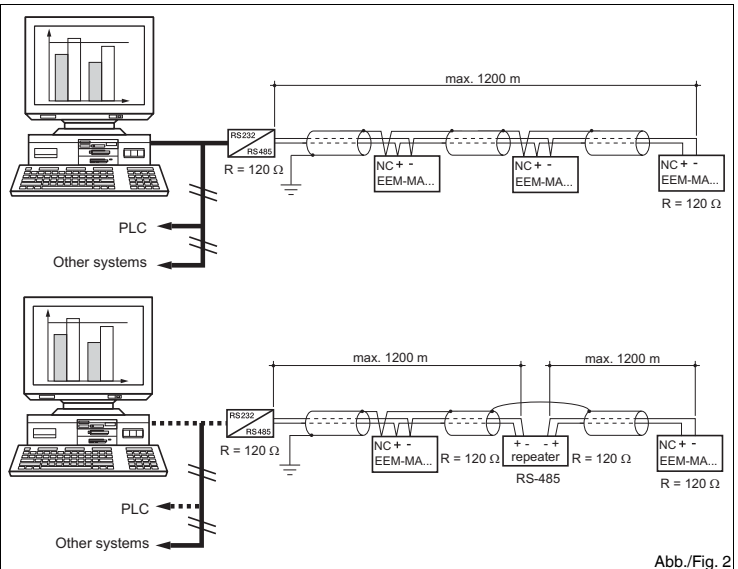 max. 1200 m
RS232
RS485
R = 120 Ω
NC + -
EEM-MA...
NC + -
EEM-MA...
NC + -
EEM-MA...
R = 120 Ω
PLC
Other systems
max. 1200 m
max. 1200 m
RS232
RS485
R = 120 Ω
NC + -
EEM-MA...
R = 120 Ω
+ - - +
repeater
RS-485
R = 120 Ω
NC + -
EEM-MA...
R = 120 Ω
PLC
Other systems
Abb./Fig. 2